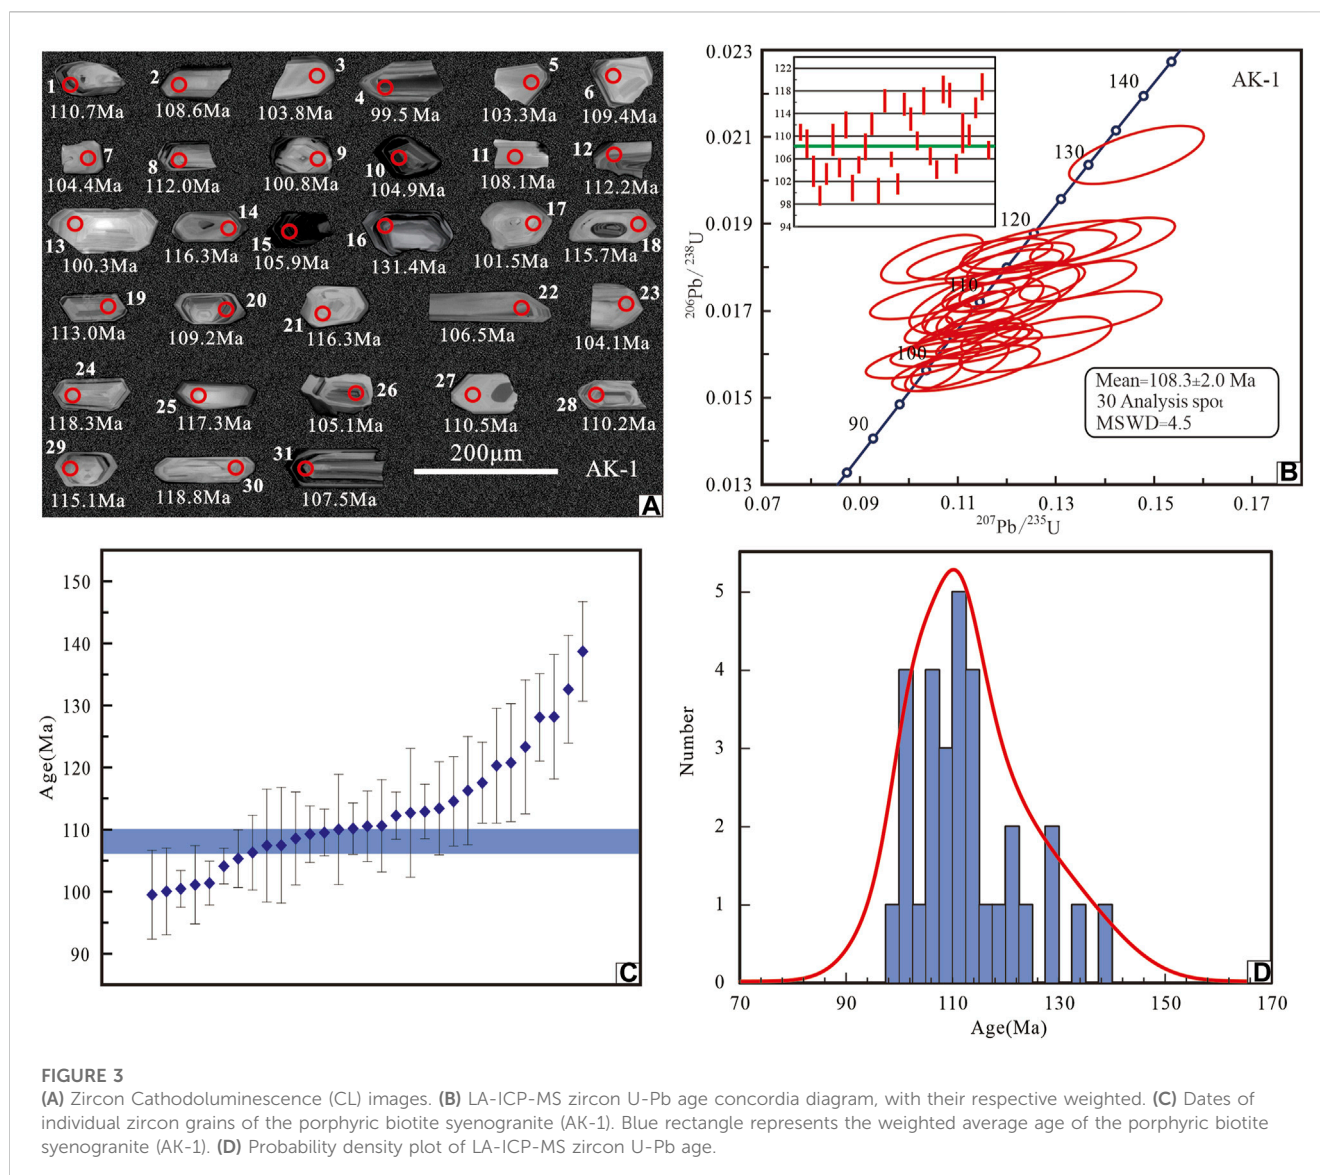 1
2
3
4
5
6
110.7Ma
108.6Ma
103.8Ma
99.5 Ma
103.3Ma
109.4Ma
7
8
9
10
11
12
104.4Ma
112.0Ma
100.8Ma
104.9Ma
108.1Ma
112.2Ma
13
14
15
16
17
18
100.3Ma
116.3Ma
105.9Ma
131.4Ma
101.5Ma
115.7Ma
19
20
21
22
23
113.0Ma
109.2Ma
116.3Ma
106.5Ma
104.1Ma
24
25
26
27
28
118.3Ma
117.3Ma
105.1Ma
110.5Ma
110.2Ma
29
30
31
115.1Ma
118.8Ma
107.5Ma
200μm
AK-1
A
0.023
0.021
0.019
0.017
0.015
0.013
206Pb/238U
122
118
114
110
106
102
98
94
140
130
120
110
100
90
AK-1
Mean=108.3±2.0 Ma
30 Analysis spot
MSWD=4.5
B
0.07 0.09 0.11 0.13 0.15 0.17
207Pb/235U
150
140
130
120
110
100
90
Age(Ma)
C
5
4
3
2
1
0
Number
D
70 90 110 130 150 170
Age(Ma)
FIGURE 3
(A) Zircon Cathodoluminescence (CL) images. (B) LA-ICP-MS zircon U-Pb age concordia diagram, with their respective weighted. (C) Dates of
individual zircon grains of the porphyric biotite syenogranite (AK-1). Blue rectangle represents the weighted average age of the porphyric biotite
syenogranite (AK-1). (D) Probability density plot of LA-ICP-MS zircon U-Pb age.